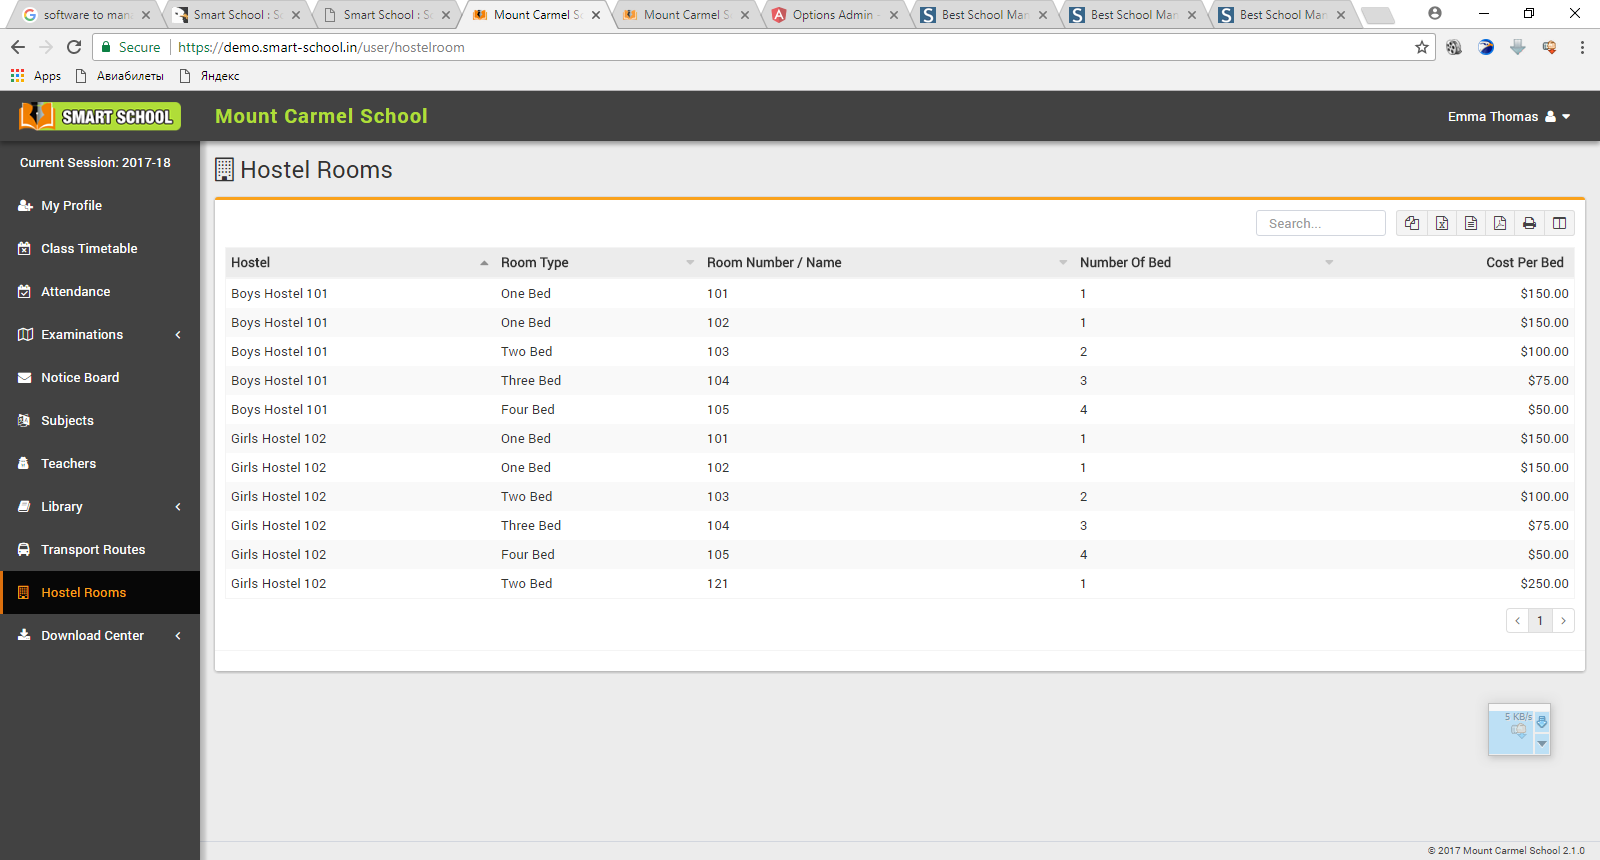 software to mana
Smart School : S
Smart School : S
Mount Carmel S
Mount Carmel S
Options Admin -
Best School Man
Best School Man
Best School Man
Secure https://demo.smart-school.in/user/hostelroom
Apps Авиабилеты Яндекс
SMART SCHOOL Mount Carmel School Emma Thomas
Current Session: 2017-18
My Profile
Class Timetable
Attendance
Examinations
Notice Board
Subjects
Teachers
Library
Transport Routes
Hostel Rooms
Download Center
Hostel Rooms
Search...
Hostel Room Type Room Number / Name Number Of Bed Cost Per Bed
Boys Hostel 101 One Bed 101 1 $150.00
Boys Hostel 101 One Bed 102 1 $150.00
Boys Hostel 101 Two Bed 103 2 $100.00
Boys Hostel 101 Three Bed 104 3 $75.00
Boys Hostel 101 Four Bed 105 4 $50.00
Girls Hostel 102 One Bed 101 1 $150.00
Girls Hostel 102 One Bed 102 1 $150.00
Girls Hostel 102 Two Bed 103 2 $100.00
Girls Hostel 102 Three Bed 104 3 $75.00
Girls Hostel 102 Four Bed 105 4 $50.00
Girls Hostel 102 Two Bed 121 1 $250.00
1
5 KB/s
© 2017 Mount Carmel School 2.1.0